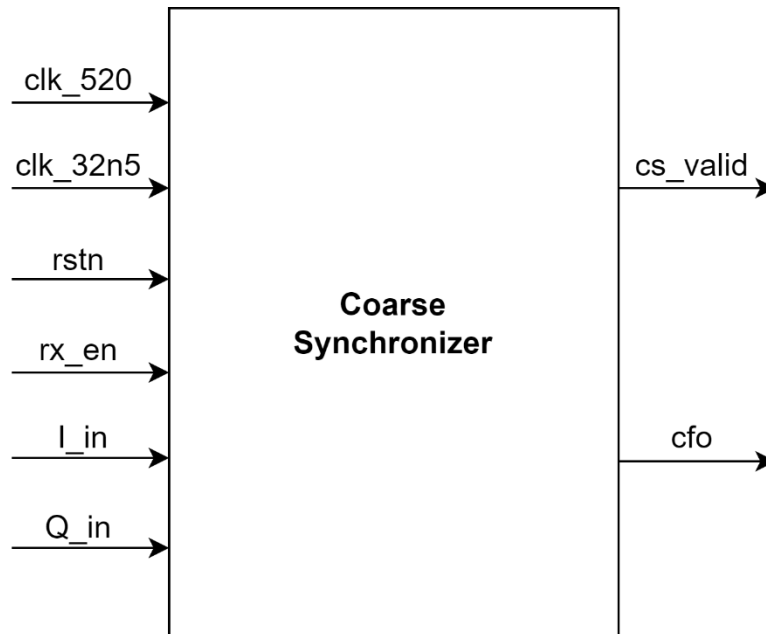 clk_520
clk_32n5
cs_valid
rstn
Coarse
Synchronizer
rx_en
I_in
cfo
Q_in